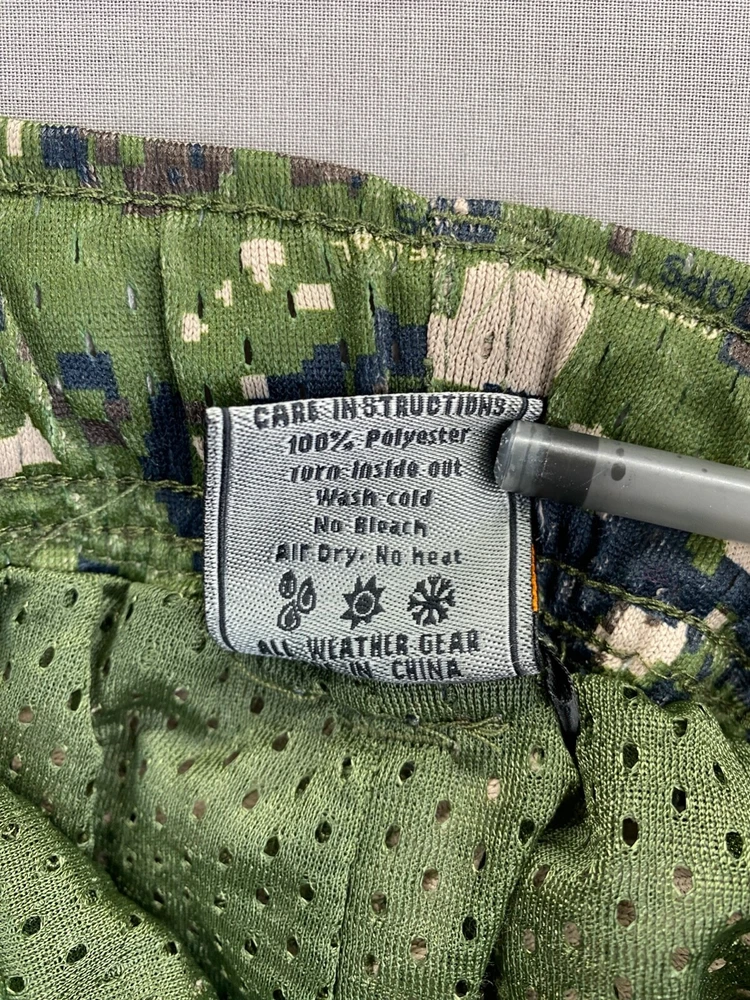 CARE INSTRUCTIONS
100% Polyester
Turn inside out
Wash cold
No Bleach
Air Dry. No heat
ALL WEATHER GEAR
IN CHINA